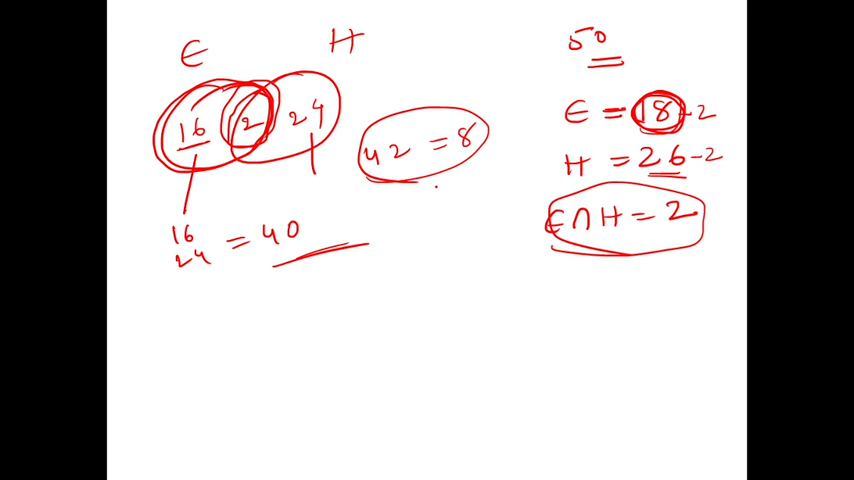 E H
16 2 24
42 = 8
16
24 = 40
50
E = 18 - 2
H = 26 - 2
E ∩ H = 2